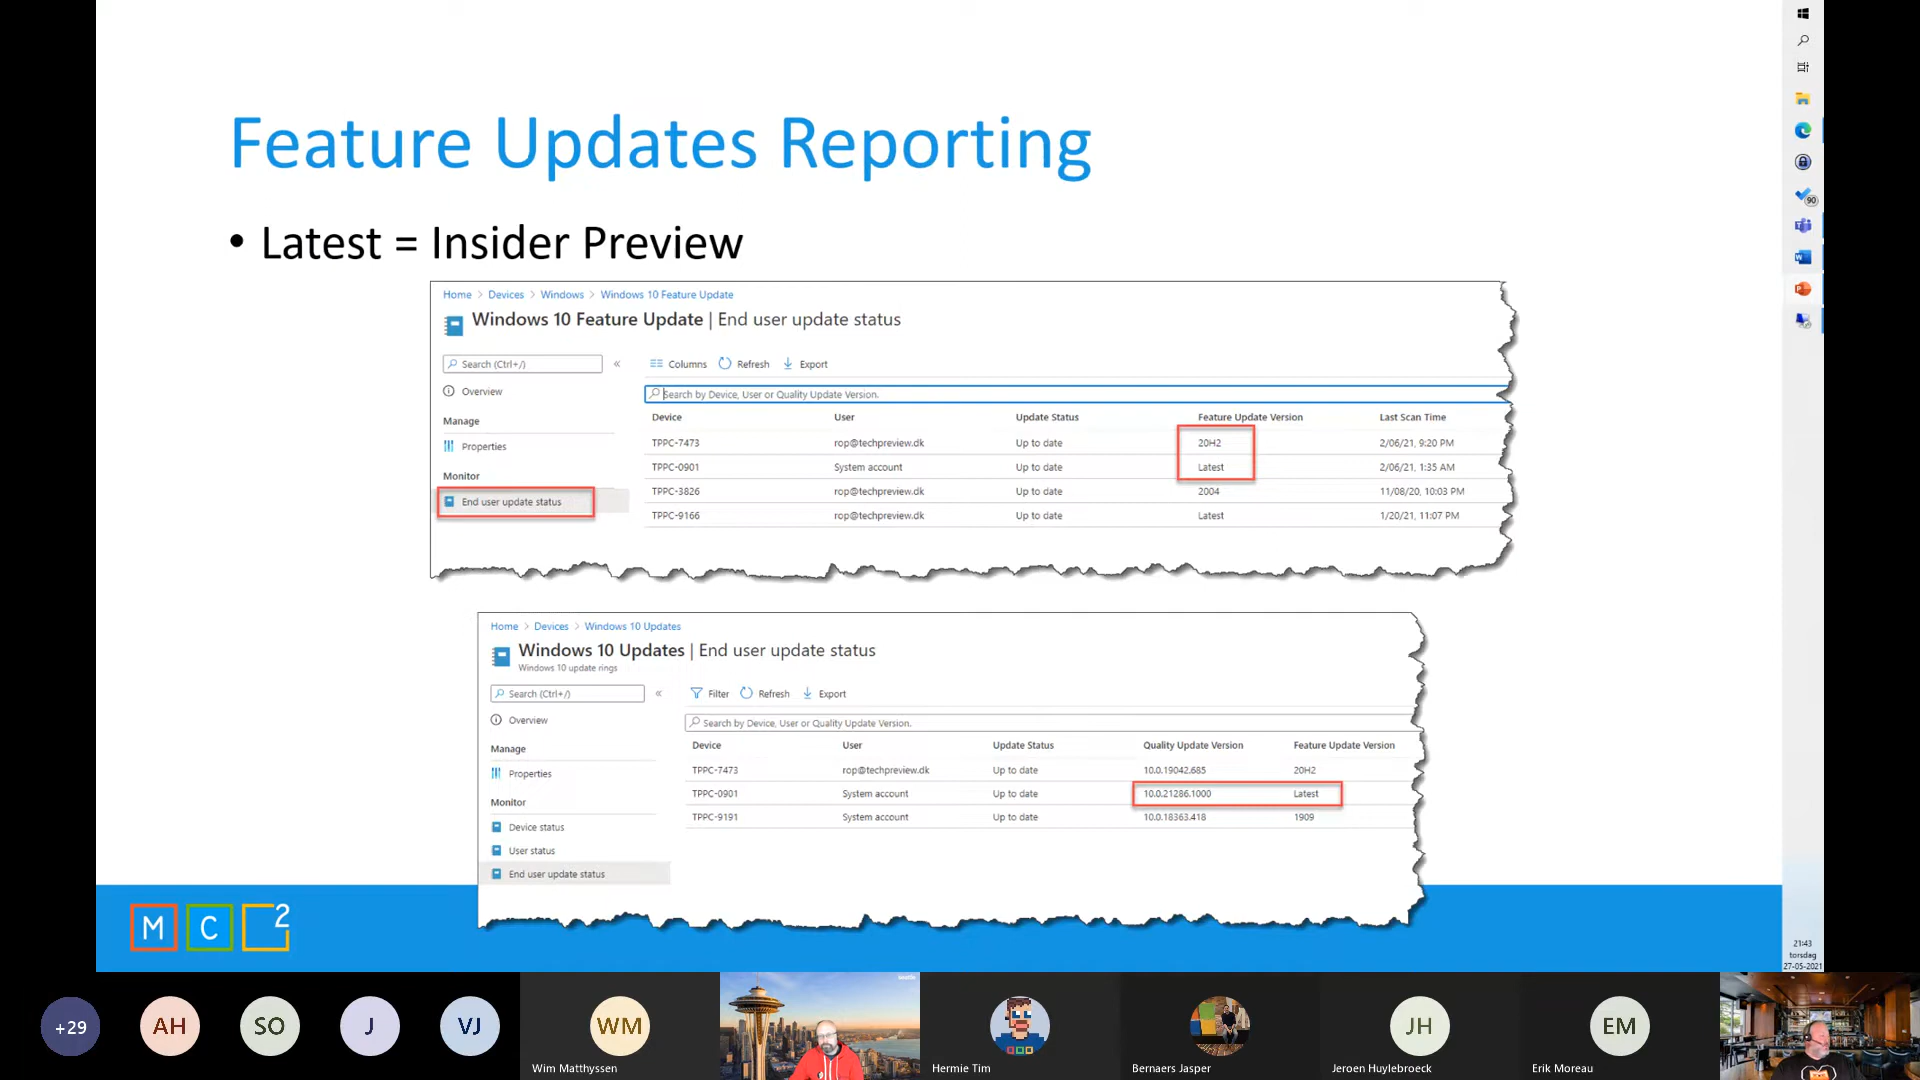 Feature Updates Reporting
• Latest = Insider Preview
Home > Devices > Windows > Windows 10 Feature Update
Windows 10 Feature Update | End user update status
Search (Ctrl+/) «
Columns Refresh Export
Overview
Search by Device, User or Quality Update Version.
Manage
Properties
Monitor
End user update status
Device User Update Status Feature Update Version Last Scan Time
TPPC-7473 rop@techpreview.dk Up to date 20H2 2/06/21, 9:20 PM
TPPC-0901 System account Up to date Latest 2/06/21, 1:35 AM
TPPC-3826 rop@techpreview.dk Up to date 2004 11/08/20, 10:03 PM
TPPC-9166 rop@techpreview.dk Up to date Latest 1/20/21, 11:07 PM
Home > Devices > Windows 10 Updates
Windows 10 Updates | End user update status
Windows 10 update rings
Search (Ctrl+/) «
Filter Refresh Export
Overview
Search by Device, User or Quality Update Version.
Manage
Properties
Monitor
Device status
User status
End user update status
Device User Update Status Quality Update Version Feature Update Version
TPPC-7473 rop@techpreview.dk Up to date 10.0.19042.685 20H2
TPPC-0901 System account Up to date 10.0.21286.1000 Latest
TPPC-9191 System account Up to date 10.0.18363.418 1909
M C 2
90
21:43
torsdag
27-05-2021
+29
AH
SO
J
VJ
WM
Wim Matthyssen
Hermie Tim
Bernaers Jasper
JH
Jeroen Huylebroeck
EM
Erik Moreau